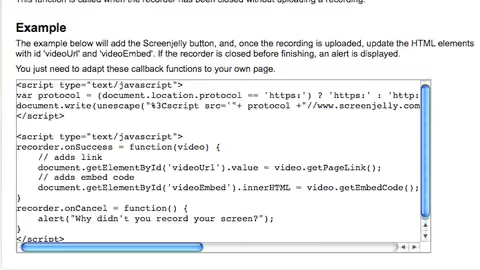 This function is called when the recorder has been closed without uploading a recording.
Example
The example below will add the Screenjelly button, and, once the recording is uploaded, update the HTML elements
with id 'videoUrl' and 'videoEmbed'. If the recorder is closed before finishing, an alert is displayed.
You just need to adapt these callback functions to your own page.
<script type="text/javascript">
var protocol = (document.location.protocol == 'https:') ? 'https:' : 'http:
document.write(unescape("%3Cscript src='"+ protocol +"//www.screenjelly.com
</script>
<script type="text/javascript">
recorder.onSuccess = function(video) {
// adds link
document.getElementById('videoUrl').value = video.getPageLink();
// adds embed code
document.getElementById('videoEmbed').innerHTML = video.getEmbedCode();
}
recorder.onCancel = function() {
alert("Why didn't you record your screen?");
}
</script>